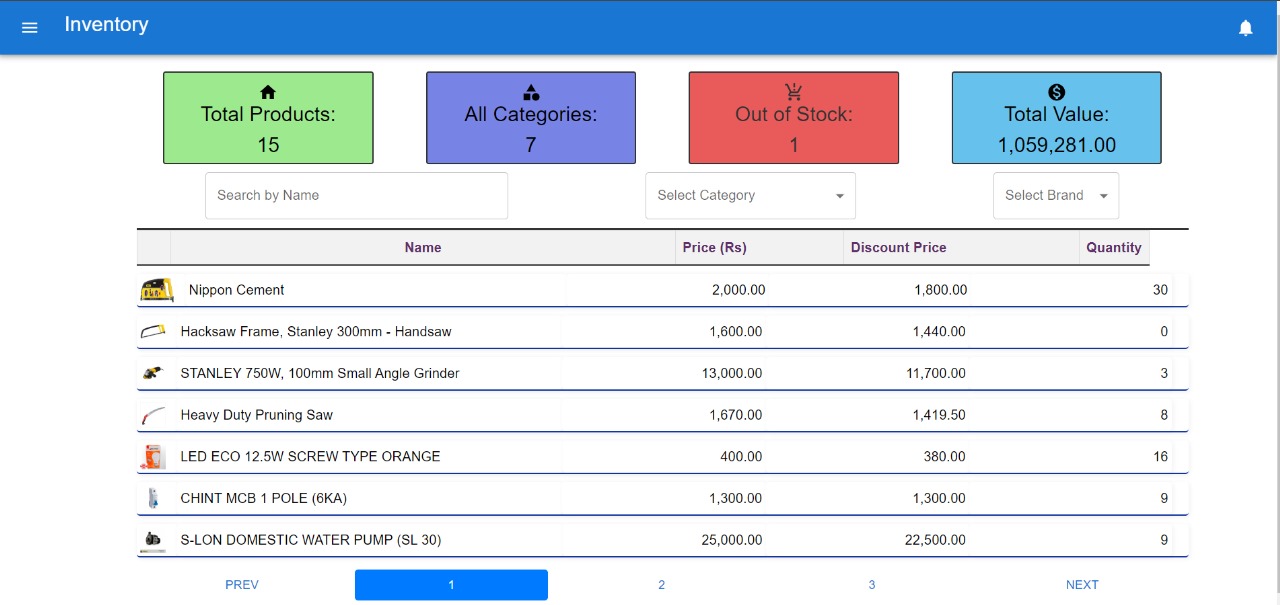 Inventory
Total Products:
15
All Categories:
7
Out of Stock:
1
Total Value:
1,059,281.00
Search by Name
Select Category
Select Brand
Name Price (Rs) Discount Price Quantity
Nippon Cement 2,000.00 1,800.00 30
Hacksaw Frame, Stanley 300mm - Handsaw 1,600.00 1,440.00 0
STANLEY 750W, 100mm Small Angle Grinder 13,000.00 11,700.00 3
Heavy Duty Pruning Saw 1,670.00 1,419.50 8
LED ECO 12.5W SCREW TYPE ORANGE 400.00 380.00 16
CHINT MCB 1 POLE (6KA) 1,300.00 1,300.00 9
S-LON DOMESTIC WATER PUMP (SL 30) 25,000.00 22,500.00 9
PREV 1 2 3 NEXT